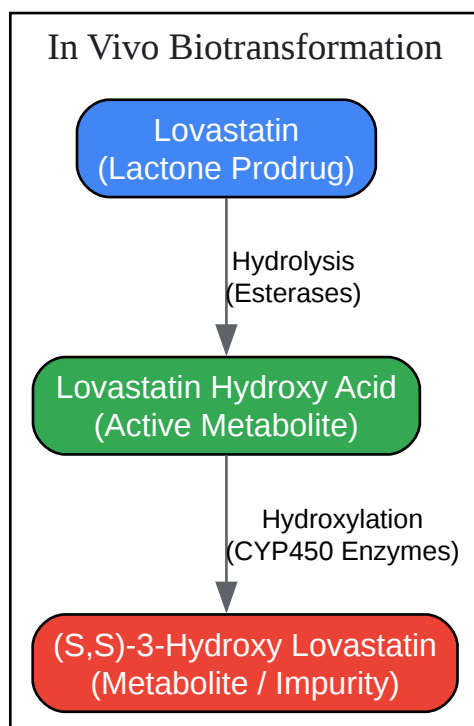 In Vivo Biotransformation
Lovastatin
(Lactone Prodrug)
Hydrolysis
(Esterases)
Lovastatin Hydroxy Acid
(Active Metabolite)
Hydroxylation
(CYP450 Enzymes)
(S,S)-3-Hydroxy Lovastatin
(Metabolite / Impurity)